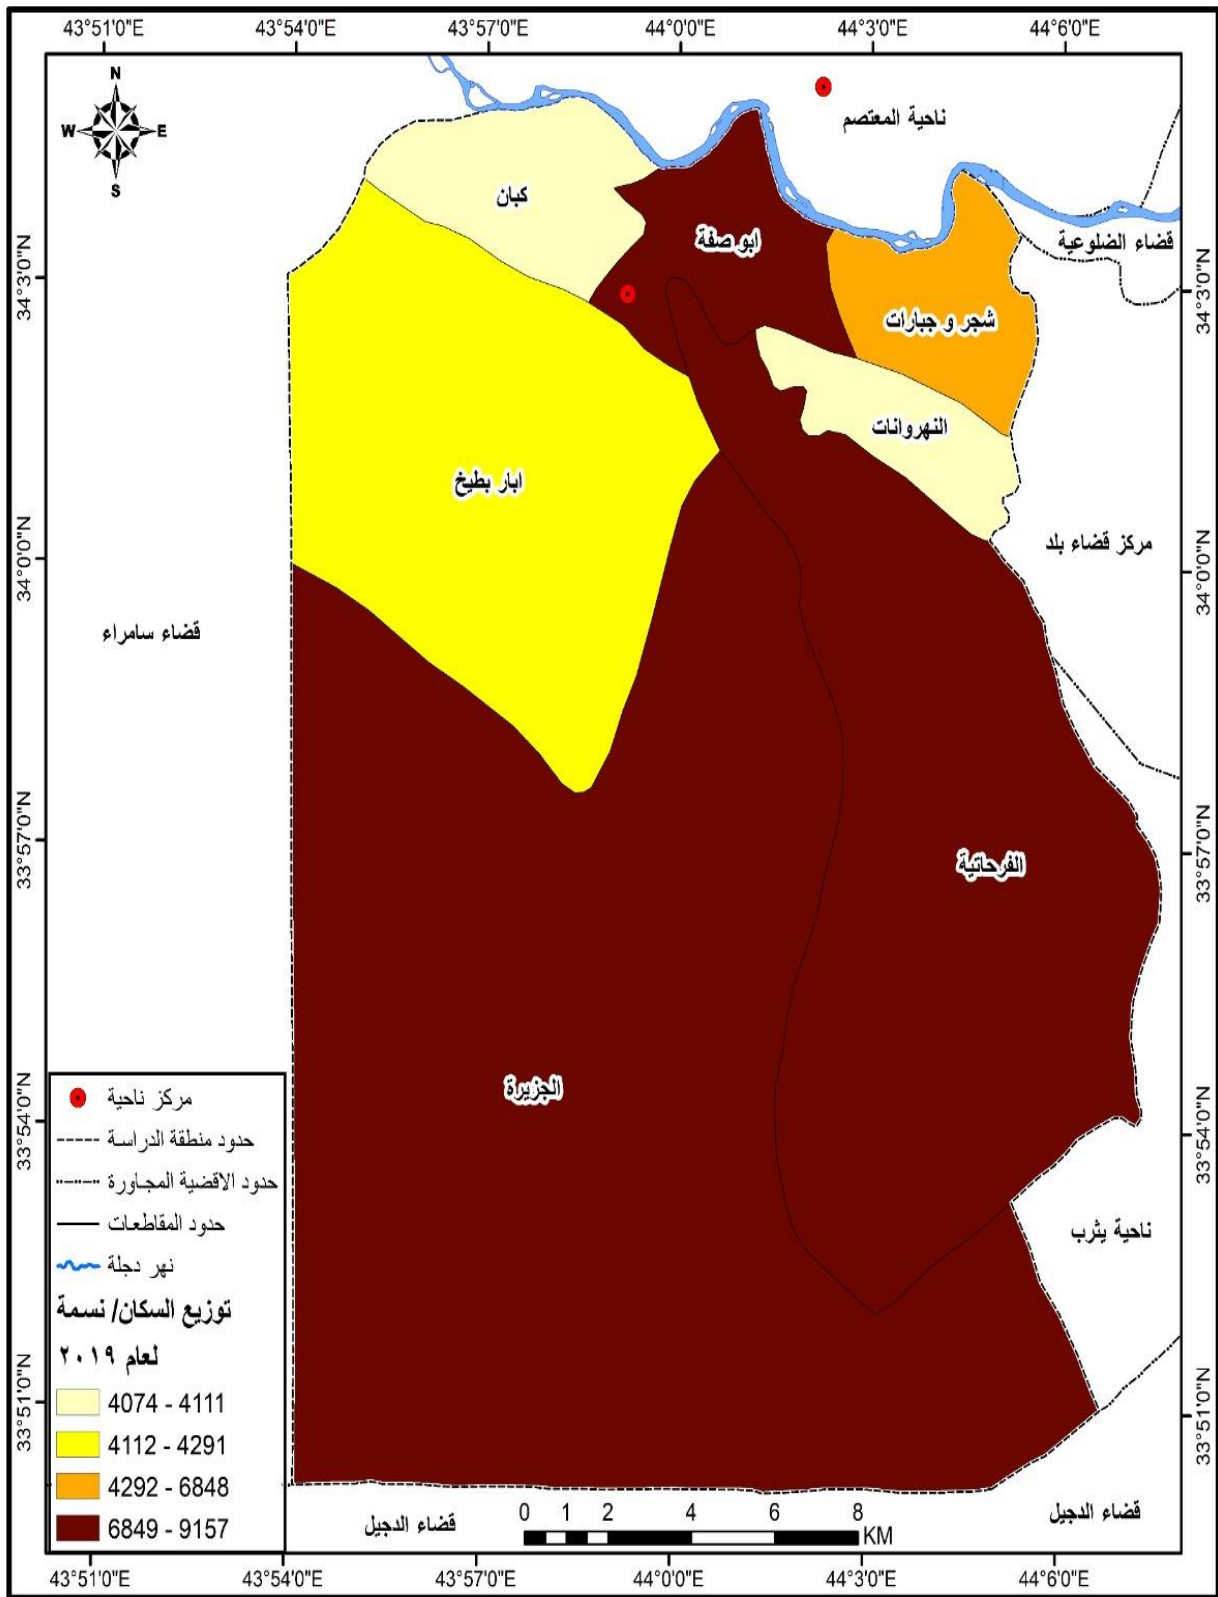 43°51'0"E
43°54'0"E
43°57'0"E
44°0'0"E
44°3'0"E
44°6'0"E
N
W
E
S
ناحية المعتصم
كبان
ابو صفة
قضاء الضلوعية
34°3'0"N
34°3'0"N
شجر و جبارات
النهروانات
ابار بطيخ
مركز قضاء بلد
34°0'0"N
34°0'0"N
قضاء سامراء
33°57'0"N
33°57'0"N
الفرحاتية
الجزيرة
33°54'0"N
33°54'0"N
ناحية يثرب
33°51'0"N
33°51'0"N
مركز ناحية
حدود منطقة الدراسة
حدود الاقضية المجاورة
حدود المقاطعات
نهر دجلة
توزيع السكان/ نسمة
لعام ٢٠١٩
4074 - 4111
4112 - 4291
4292 - 6848
6849 - 9157
قضاء الدجيل
0 1 2 4 6 8
KM
قضاء الدجيل
43°51'0"E
43°54'0"E
43°57'0"E
44°0'0"E
44°3'0"E
44°6'0"E